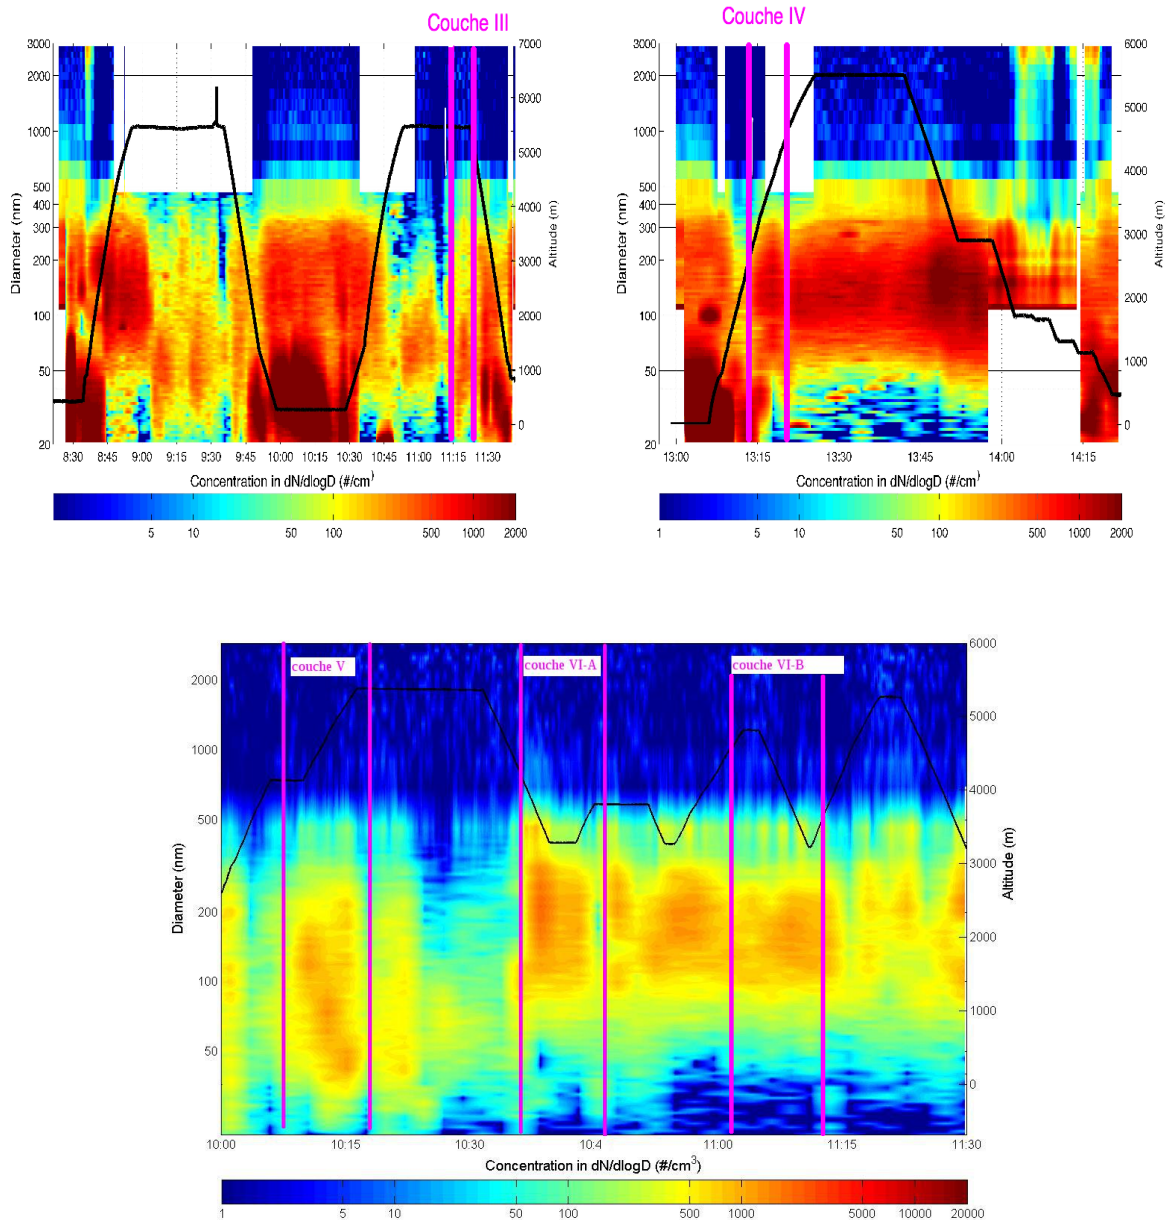 Couche III
3000
2000
1000
500
400
300
200
100
50
20
Diameter (nm)
7000
6000
5000
4000
3000
2000
1000
0
Altitude (m)
8:30 8:45 9:00 9:15 9:30 9:45 10:00 10:15 10:30 10:45 11:00 11:15 11:30
Concentration in dN/dlogD (#/cm³)
5 10 50 100 500 1000 2000
Couche IV
3000
2000
1000
500
400
300
200
100
50
20
Diameter (nm)
6000
5000
4000
3000
2000
1000
0
Altitude (m)
13:00 13:15 13:30 13:45 14:00 14:15
Concentration in dN/dlogD (#/cm³)
1 5 10 50 100 500 1000 2000
couche V
couche VI-A
couche VI-B
2000
1000
500
200
100
50
Diameter (nm)
6000
5000
4000
3000
2000
1000
0
Altitude (m)
10:00 10:15 10:30 10:4 11:00 11:15 11:30
Concentration in dN/dlogD (#/cm³)
1 5 10 50 100 500 1000 5000 10000 20000